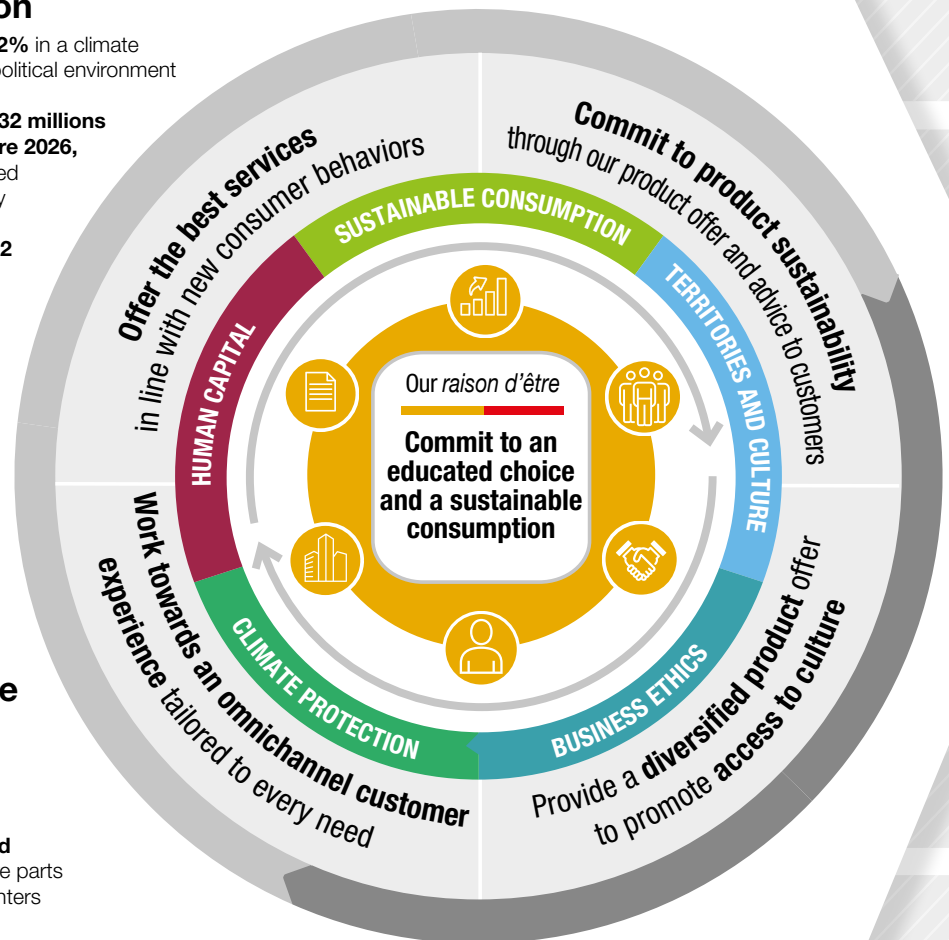 on
2% in a climate
political environment
32 millions
re 2026,
ed
y
2
e
d
e parts
nters
Offer the best services
in line with new consumer behaviors
Commit to product sustainability
through our product offer and advice to customers
Work towards an omnichannel customer
experience tailored to every need
Provide a diversified product offer
to promote access to culture
SUSTAINABLE CONSUMPTION
TERRITORIES AND CULTURE
BUSINESS ETHICS
CLIMATE PROTECTION
HUMAN CAPITAL
Our raison d'être
Commit to an
educated choice
and a sustainable
consumption